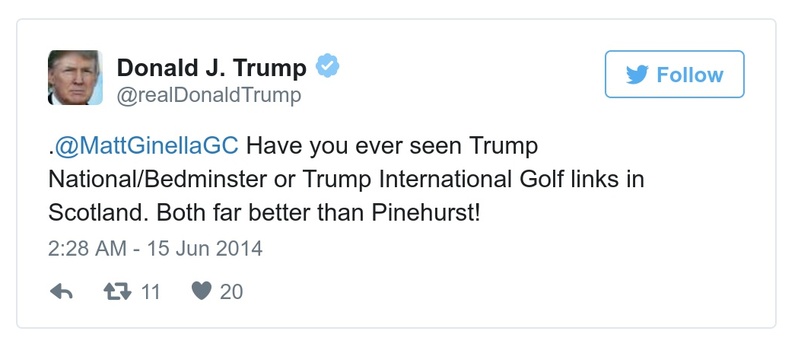 Donald J. Trump
@realDonaldTrump
Follow
.@MattGinellaGC Have you ever seen Trump
National/Bedminster or Trump International Golf links in
Scotland. Both far better than Pinehurst!
2:28 AM - 15 Jun 2014
11 20